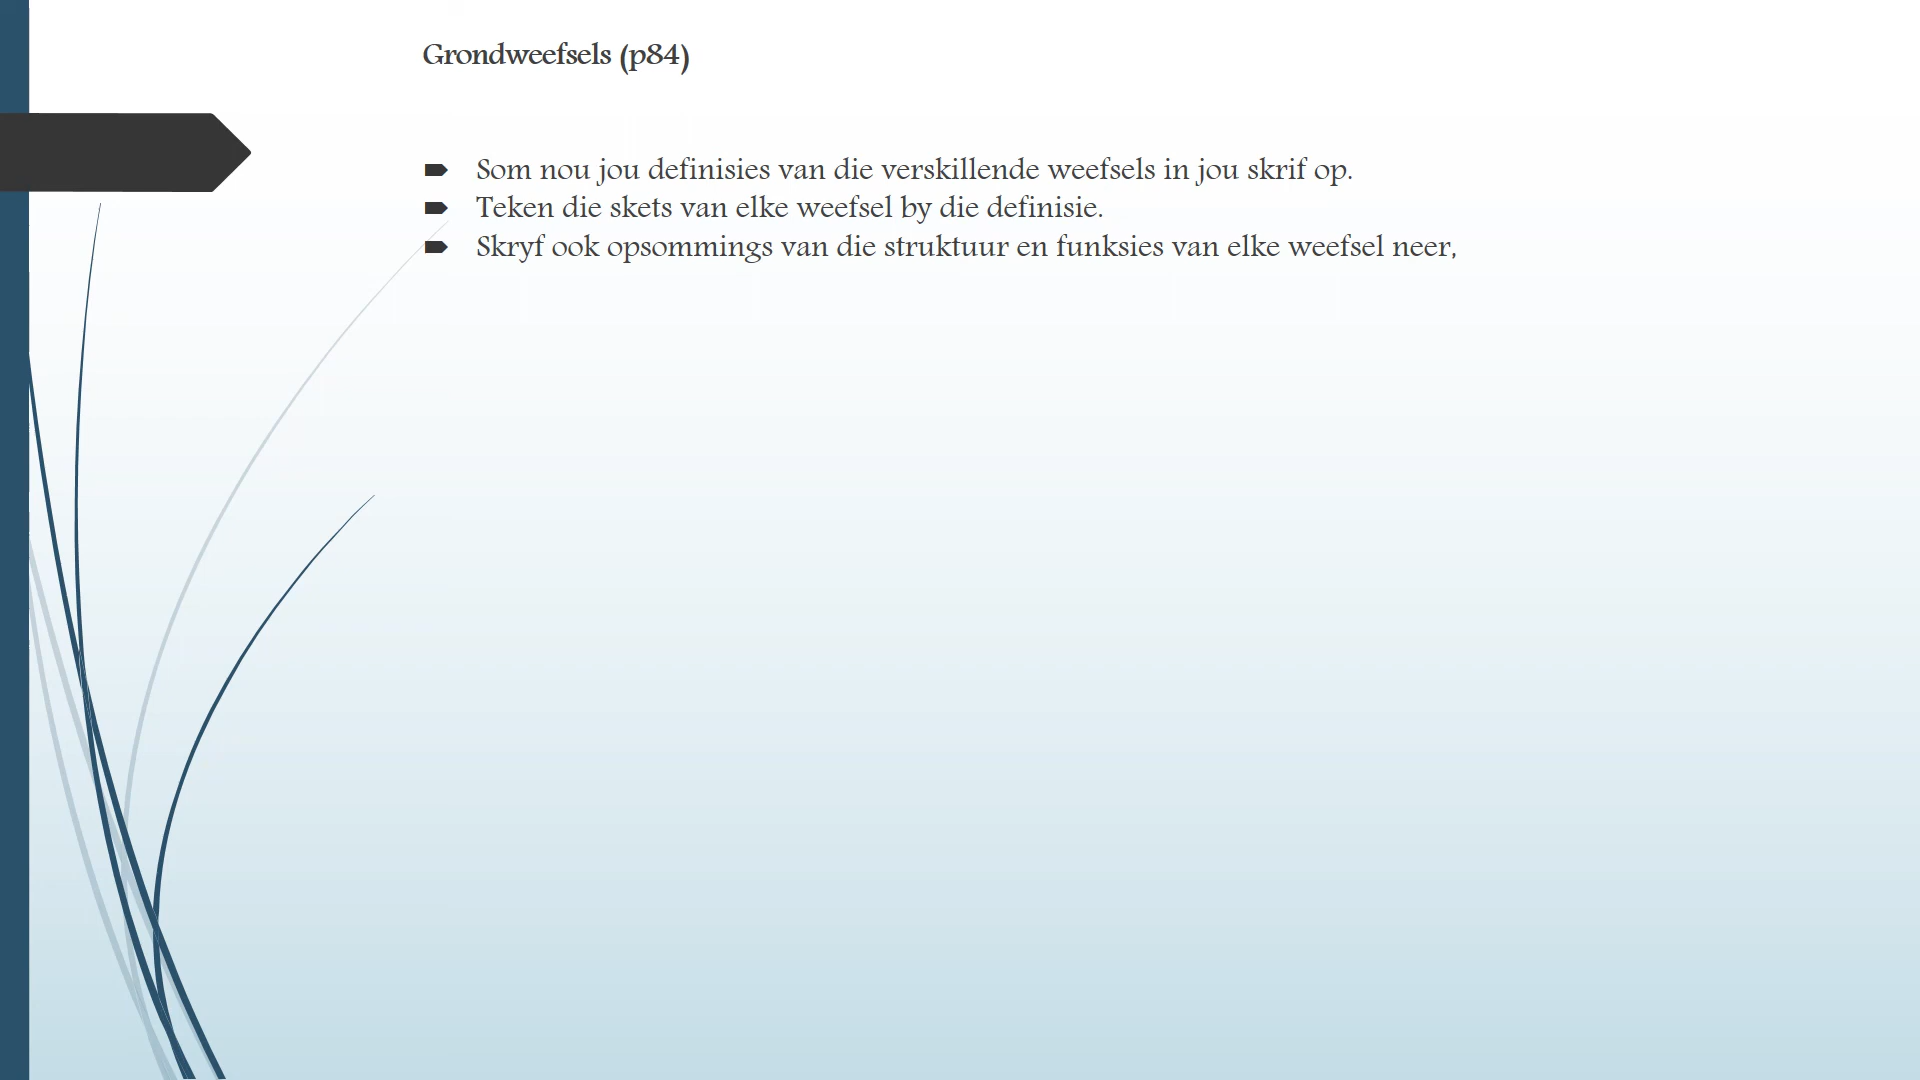 Grondweefsels (p84)
Som nou jou definisies van die verskillende weefsels in jou skrif op.
Teken die skets van elke weefsel by die definisie.
Skryf ook opsommings van die struktuur en funksies van elke weefsel neer,